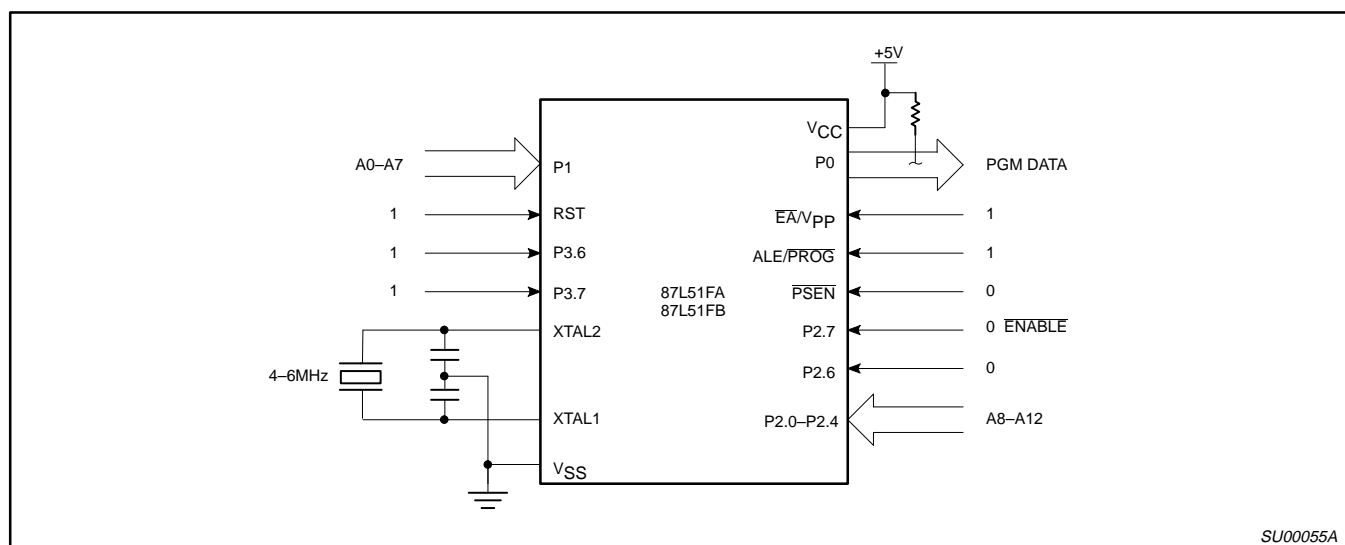 +5V
VCC
A0–A7
P1
P0
PGM DATA
1
RST
EA/VPP
1
1
P3.6
ALE/PROG
1
1
P3.7
87L51FA
87L51FB
PSEN
0
XTAL2
P2.7
0 ENABLE
4–6MHz
P2.6
0
XTAL1
P2.0–P2.4
A8–A12
VSS
SU00055A